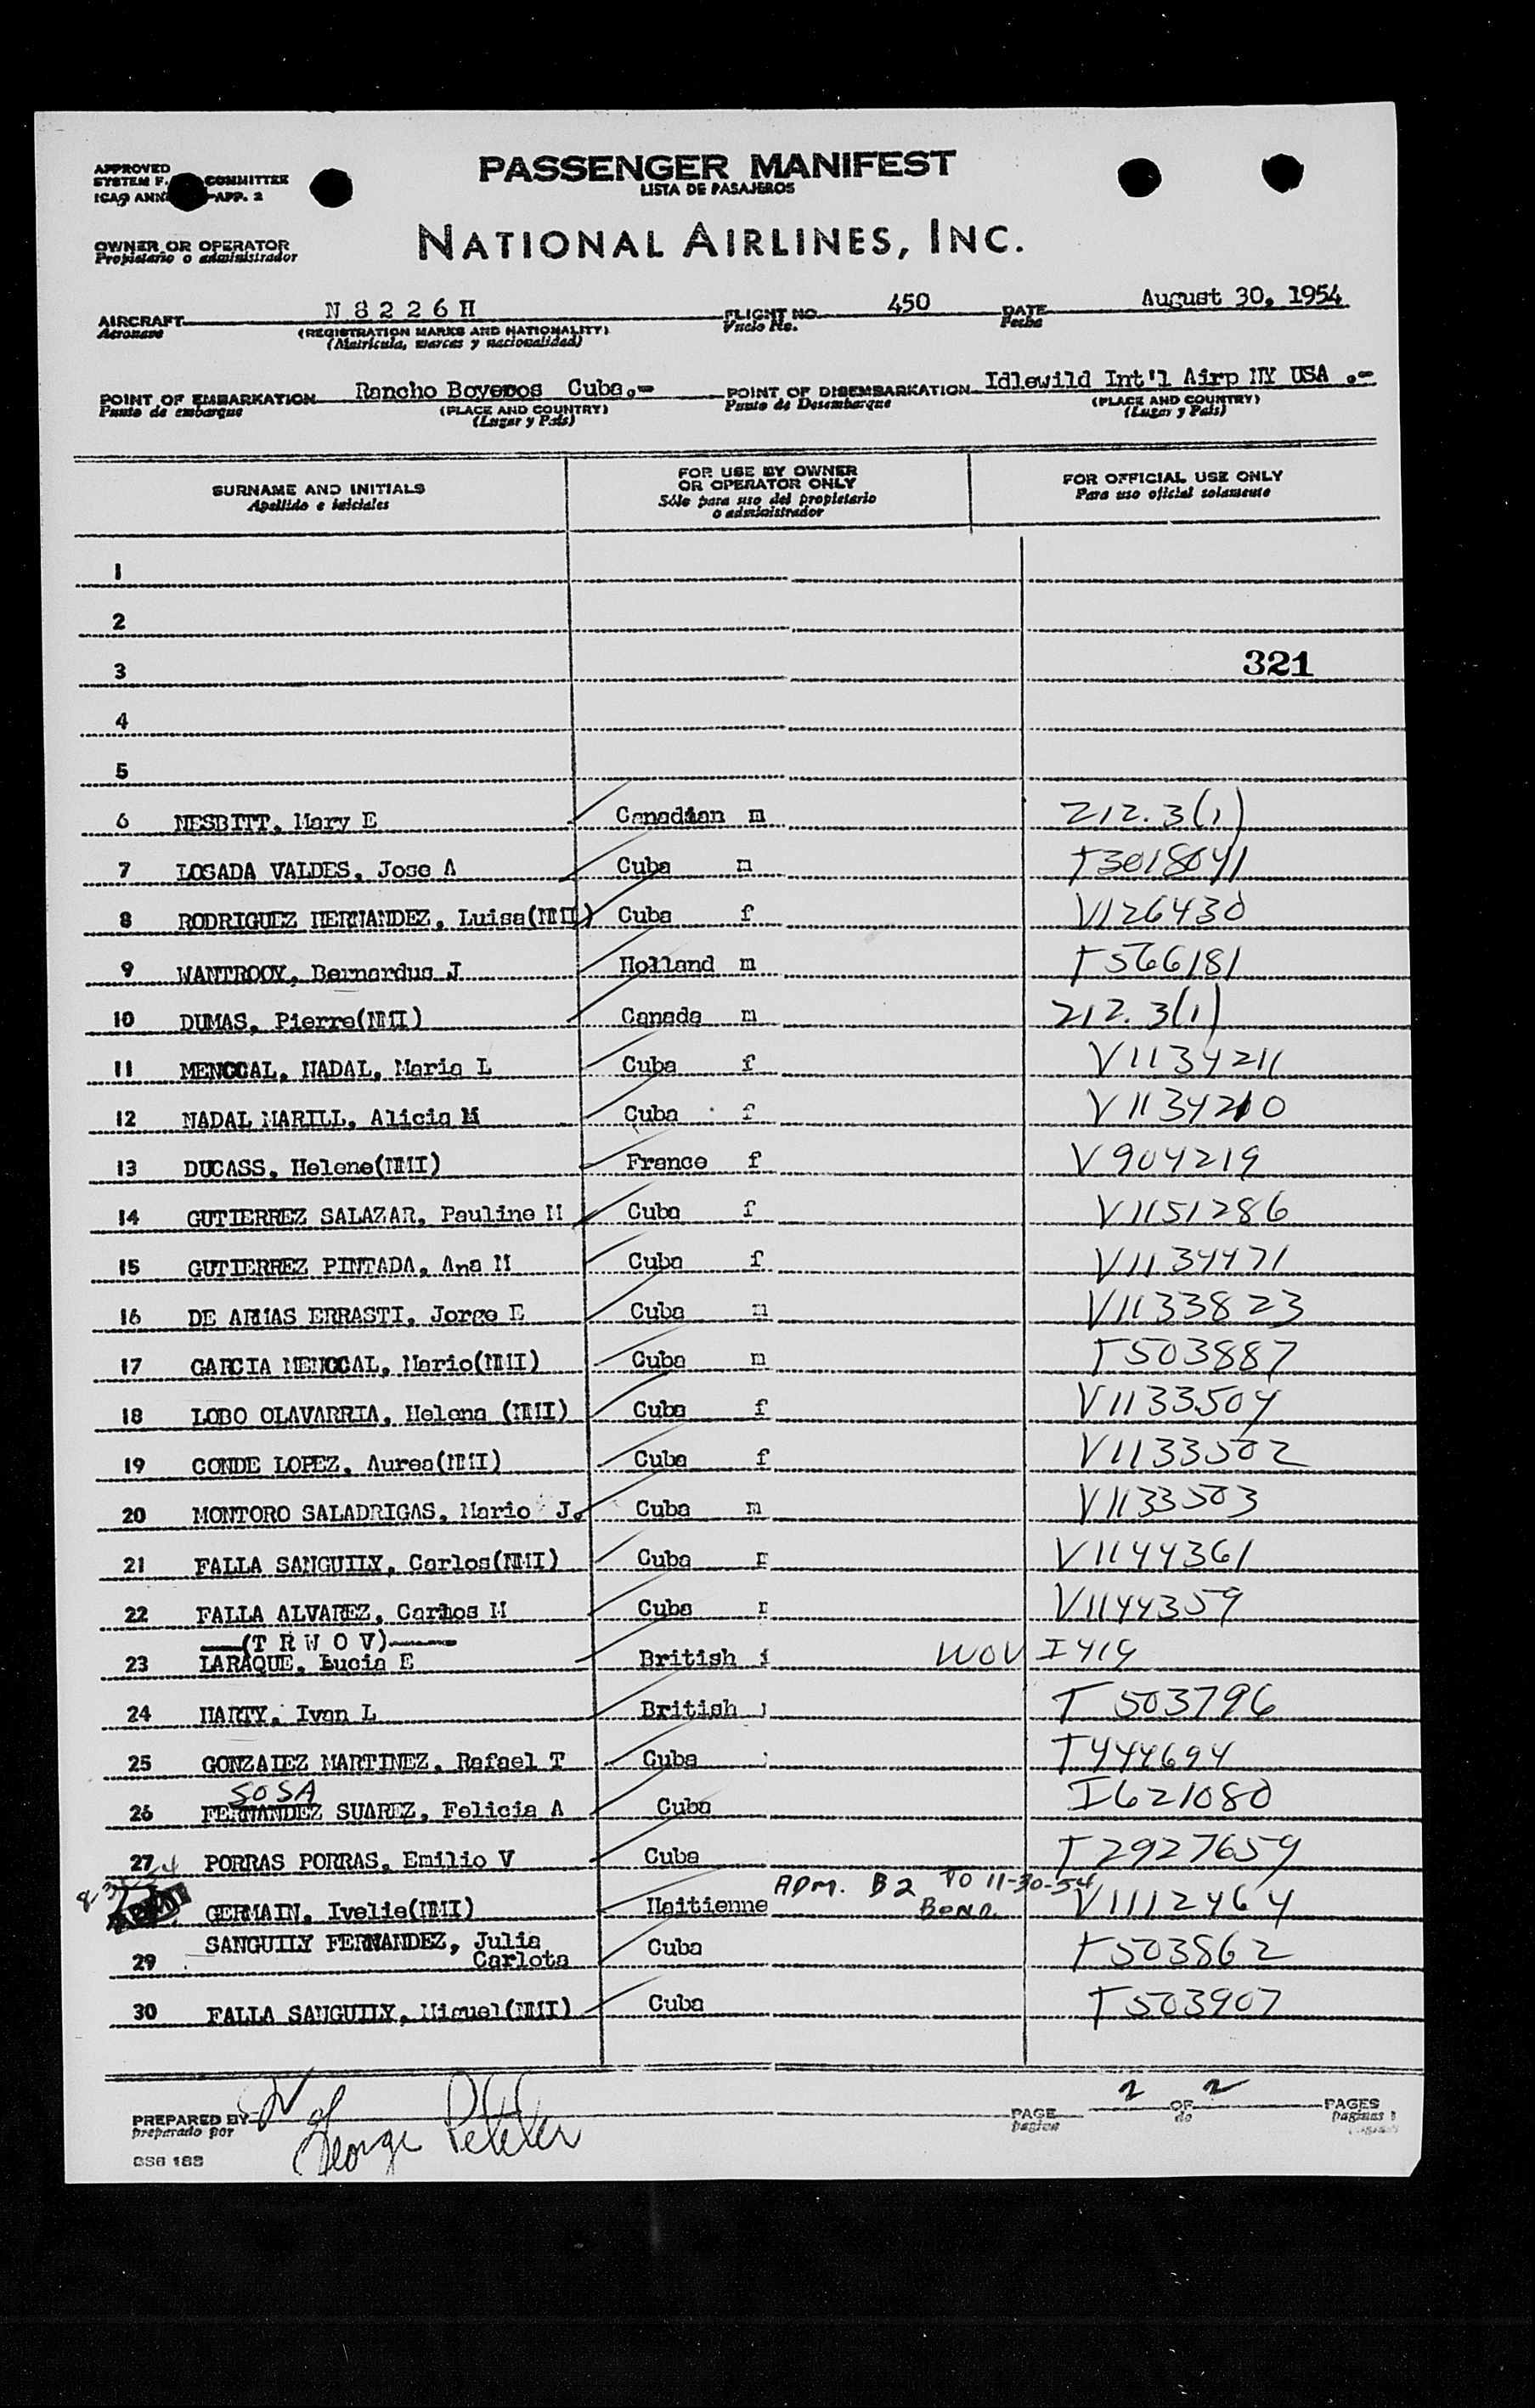 APPROVED
SYSTEM F. COMMITTEE
ICAO ANN -APP. 2
PASSENGER MANIFEST
LISTA DE PASAJEROS
NATIONAL AIRLINES, INC.
OWNER OR OPERATOR
Propietario o administrador
AIRCRAFT N 8 2 2 6 H FLIGHT NO. 450 DATE August 30, 1954
Aeronave (REGISTRATION MARKS AND NATIONALITY) Vuelo No. Fecha
(Matrícula, marcas y nacionalidad)
POINT OF EMBARKATION Rancho Boyeros Cuba.- POINT OF DISEMBARKATION Idlewild Int'l Airp NY USA .-
Punto de embarque (PLACE AND COUNTRY) Punto de Desembarque (PLACE AND COUNTRY)
(Lugar y País) (Lugar y País)
SURNAME AND INITIALS
Apellido e iniciales
FOR USE BY OWNER
OR OPERATOR ONLY
Sólo para uso del propietario
o administrador
FOR OFFICIAL USE ONLY
Para uso oficial solamente
1
2
3 321
4
5
6 NESBITT, Mary E Canadian m 212.3(1)
7 LOSADA VALDES, Jose A Cuba m T3018041
8 RODRIGUEZ HERNANDEZ, Luisa(NMI) Cuba f V126430
9 WANTROOY, Bernardus J Holland m T566181
10 DUMAS, Pierre(NMI) Canada m 212.3(1)
11 MENOCAL, NADAL, Maria L Cuba f V1134211
12 NADAL MARILL, Alicia M Cuba f V1134210
13 DUCASS, Helene(NMI) France f V904219
14 GUTIERREZ SALAZAR, Pauline M Cuba f V1151286
15 GUTIERREZ PINTADA, Ana M Cuba f V1134471
16 DE ARMAS ERRASTI, Jorge E Cuba m V1133823
17 GARCIA MENOCAL, Mario(NMI) Cuba m T503887
18 LOBO OLAVARRIA, Helena (NMI) Cuba f V1133504
19 CONDE LOPEZ, Aurea(NMI) Cuba f V1133502
20 MONTORO SALADRIGAS, Mario J. Cuba m V1133503
21 FALLA SANGUILY, Carlos(NMI) Cuba V1144361
22 FALLA ALVAREZ, Carlos M Cuba V1144359
(T R W O V)
23 LARAQUE, Lucia E British WOV I419
24 HARTY, Ivan L British T 503796
25 GONZALEZ MARTINEZ, Rafael T Cuba T444694
SOSA
26 FERNANDEZ SUAREZ, Felicia A Cuba I621080
27 PORRAS PORRAS, Emilio V Cuba T2927659
ADM. B2 TO 11-30-54
GERMAIN, Ivelie(NMI) Haitienne BOND. V1112464
SANGUILY FERNANDEZ, Julia Cuba T503862
29 Carlota
30 FALLA SANGUILY, Miguel(NMI) Cuba T503907
PREPARED BY George PAGE 2 OF 2 PAGES
preparado por página de páginas